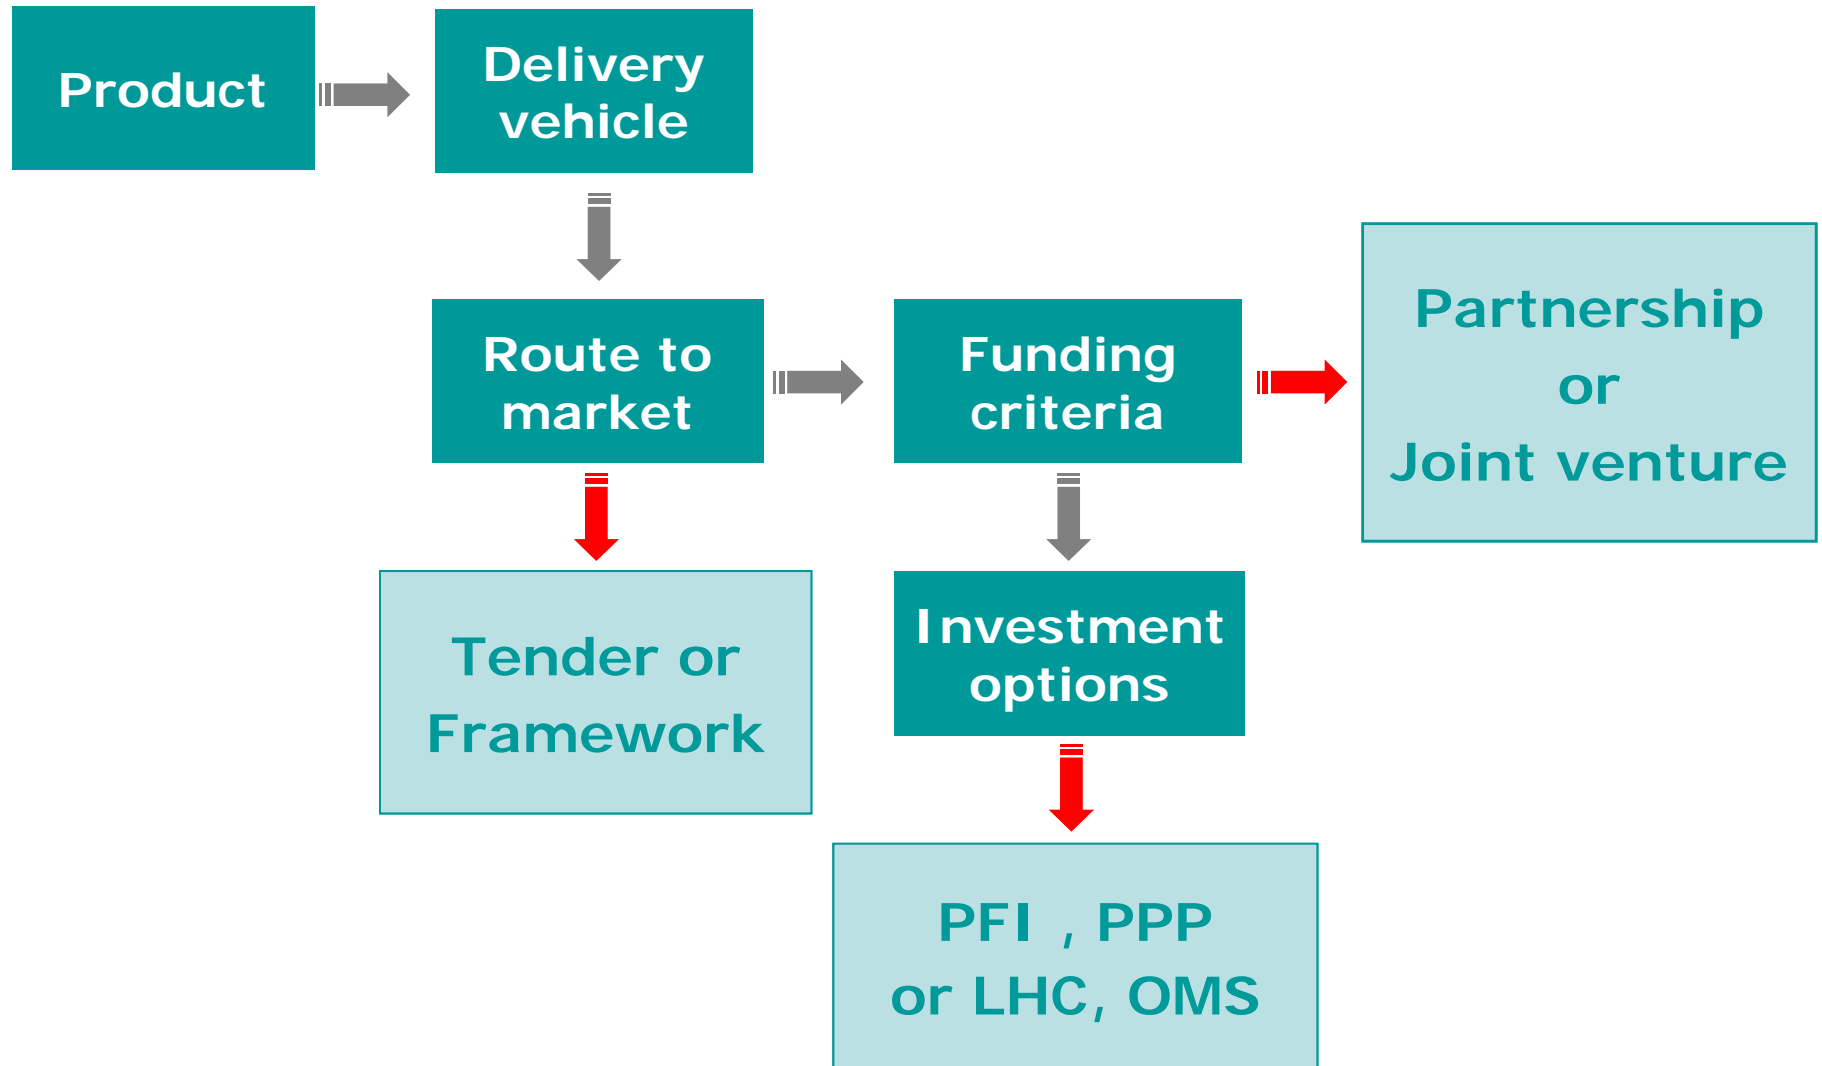 Product
Delivery
vehicle
Route to
market
Funding
criteria
Partnership
or
Joint venture
Tender or
Framework
Investment
options
PFI , PPP
or LHC, OMS